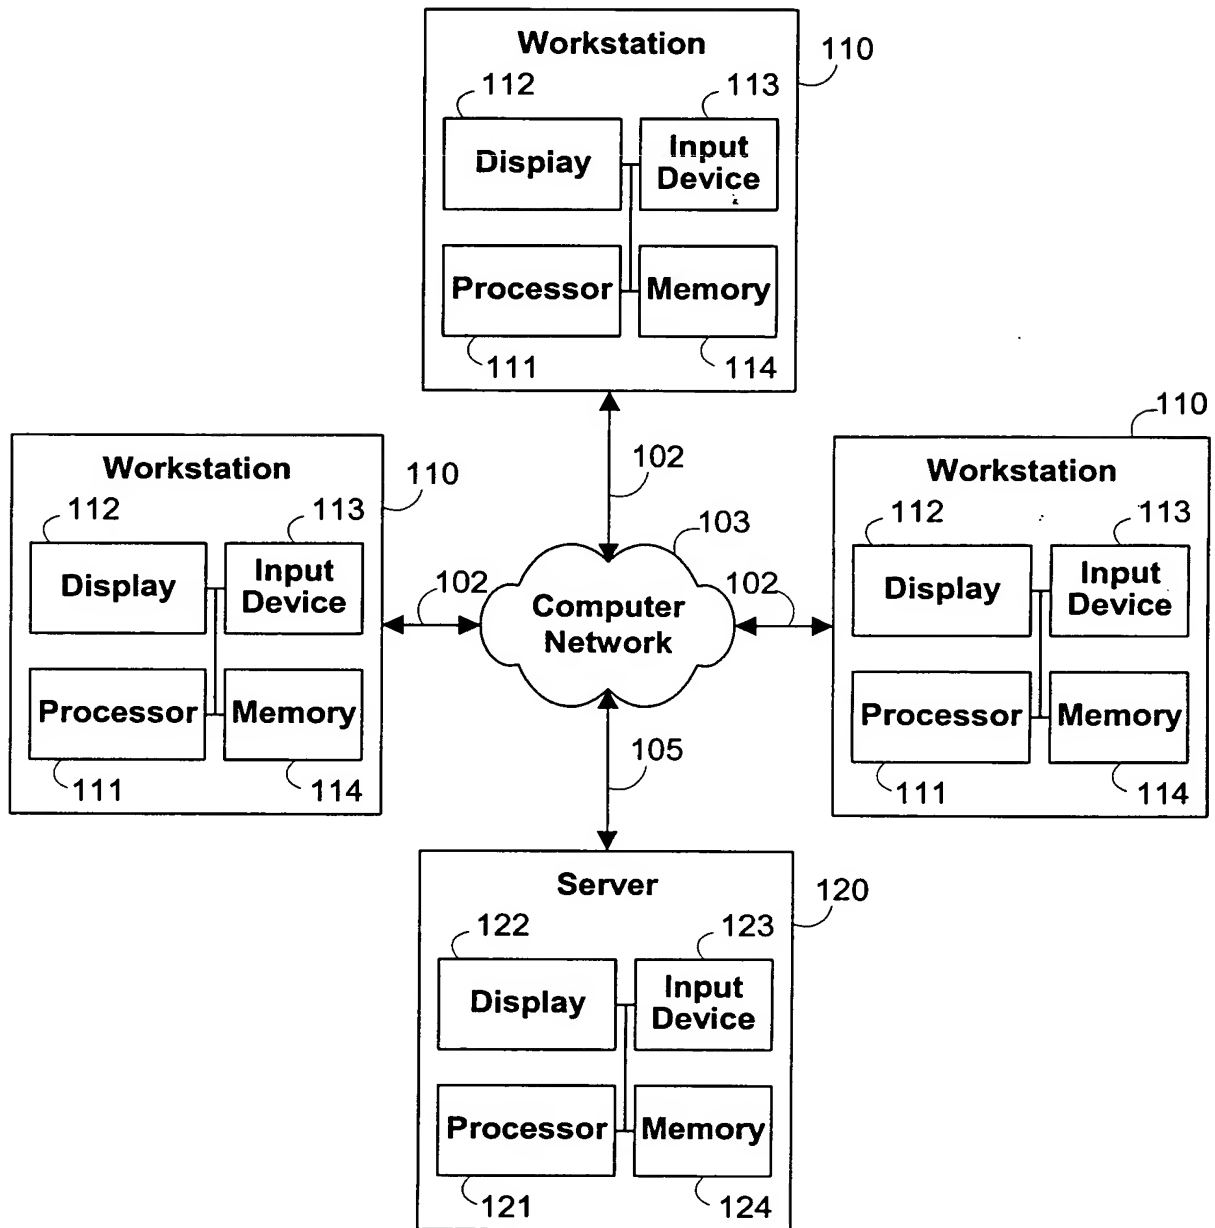 Workstation
110
112
113
Display
Input
Device
Processor
Memory
111
114
102
Workstation
110
112
113
Display
Input
Device
Processor
Memory
111
114
102
103
Computer
Network
102
110
Workstation
112
113
Display
Input
Device
Processor
Memory
111
114
105
Server
120
122
123
Display
Input
Device
Processor
Memory
121
124